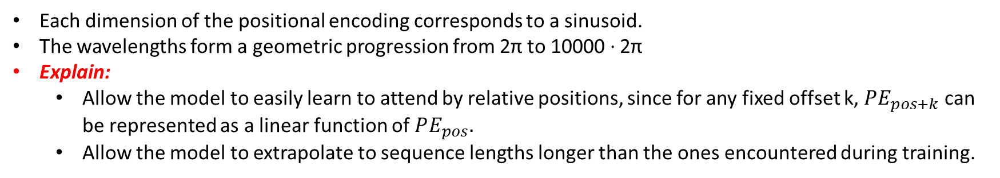 • Each dimension of the positional encoding corresponds to a sinusoid.
• The wavelengths form a geometric progression from 2π to 10000 · 2π
• Explain:
• Allow the model to easily learn to attend by relative positions, since for any fixed offset k, $PE_{pos+k}$ can
be represented as a linear function of $PE_{pos}$.
• Allow the model to extrapolate to sequence lengths longer than the ones encountered during training.